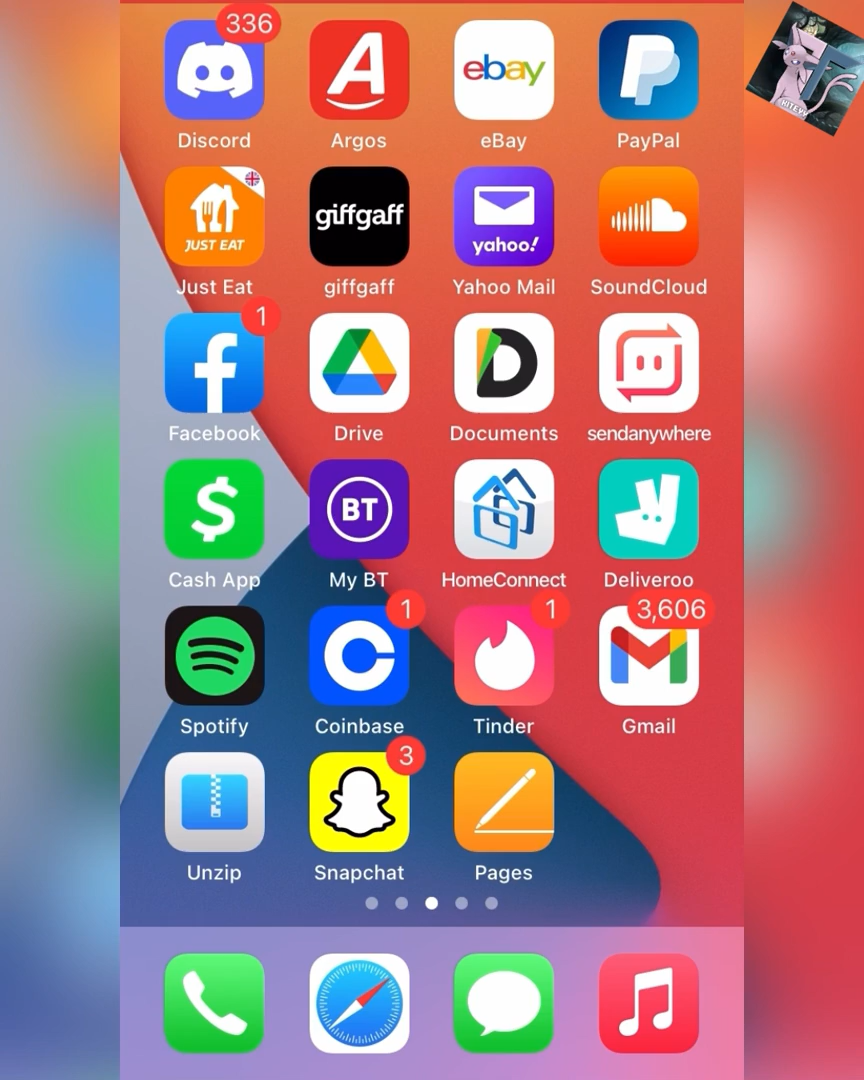 336
ebay
Discord
Argos
eBay
PayPal
JUST EAT
giffgaff
yahoo!
Just Eat
giffgaff
Yahoo Mail
SoundCloud
1
Facebook
Drive
Documents
sendanywhere
BT
Cash App
My BT
HomeConnect
Deliveroo
1
1
3,606
Spotify
Coinbase
Tinder
Gmail
3
Unzip
Snapchat
Pages